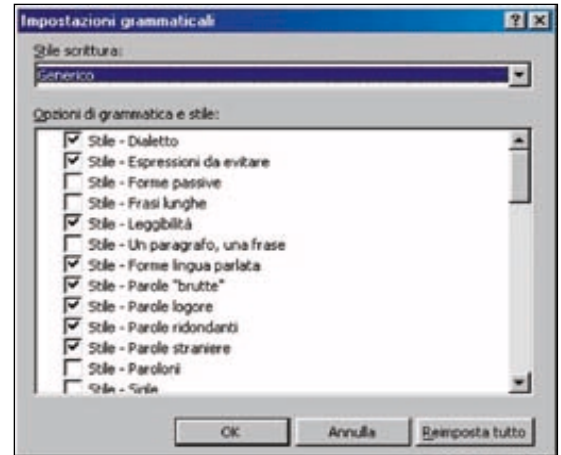 Impostazioni grammaticali
Stile scrittura:
Generico
Opzioni di grammatica e stile:
Stile - Dialetto
Stile - Espressioni da evitare
Stile - Forme passive
Stile - Frasi lunghe
Stile - Leggibilità
Stile - Un paragrafo, una frase
Stile - Forme lingua parlata
Stile - Parole "brutte"
Stile - Parole logore
Stile - Parole ridondanti
Stile - Parole straniere
Stile - Paroloni
Stile - Sigle
OK
Annulla
Reimposta tutto